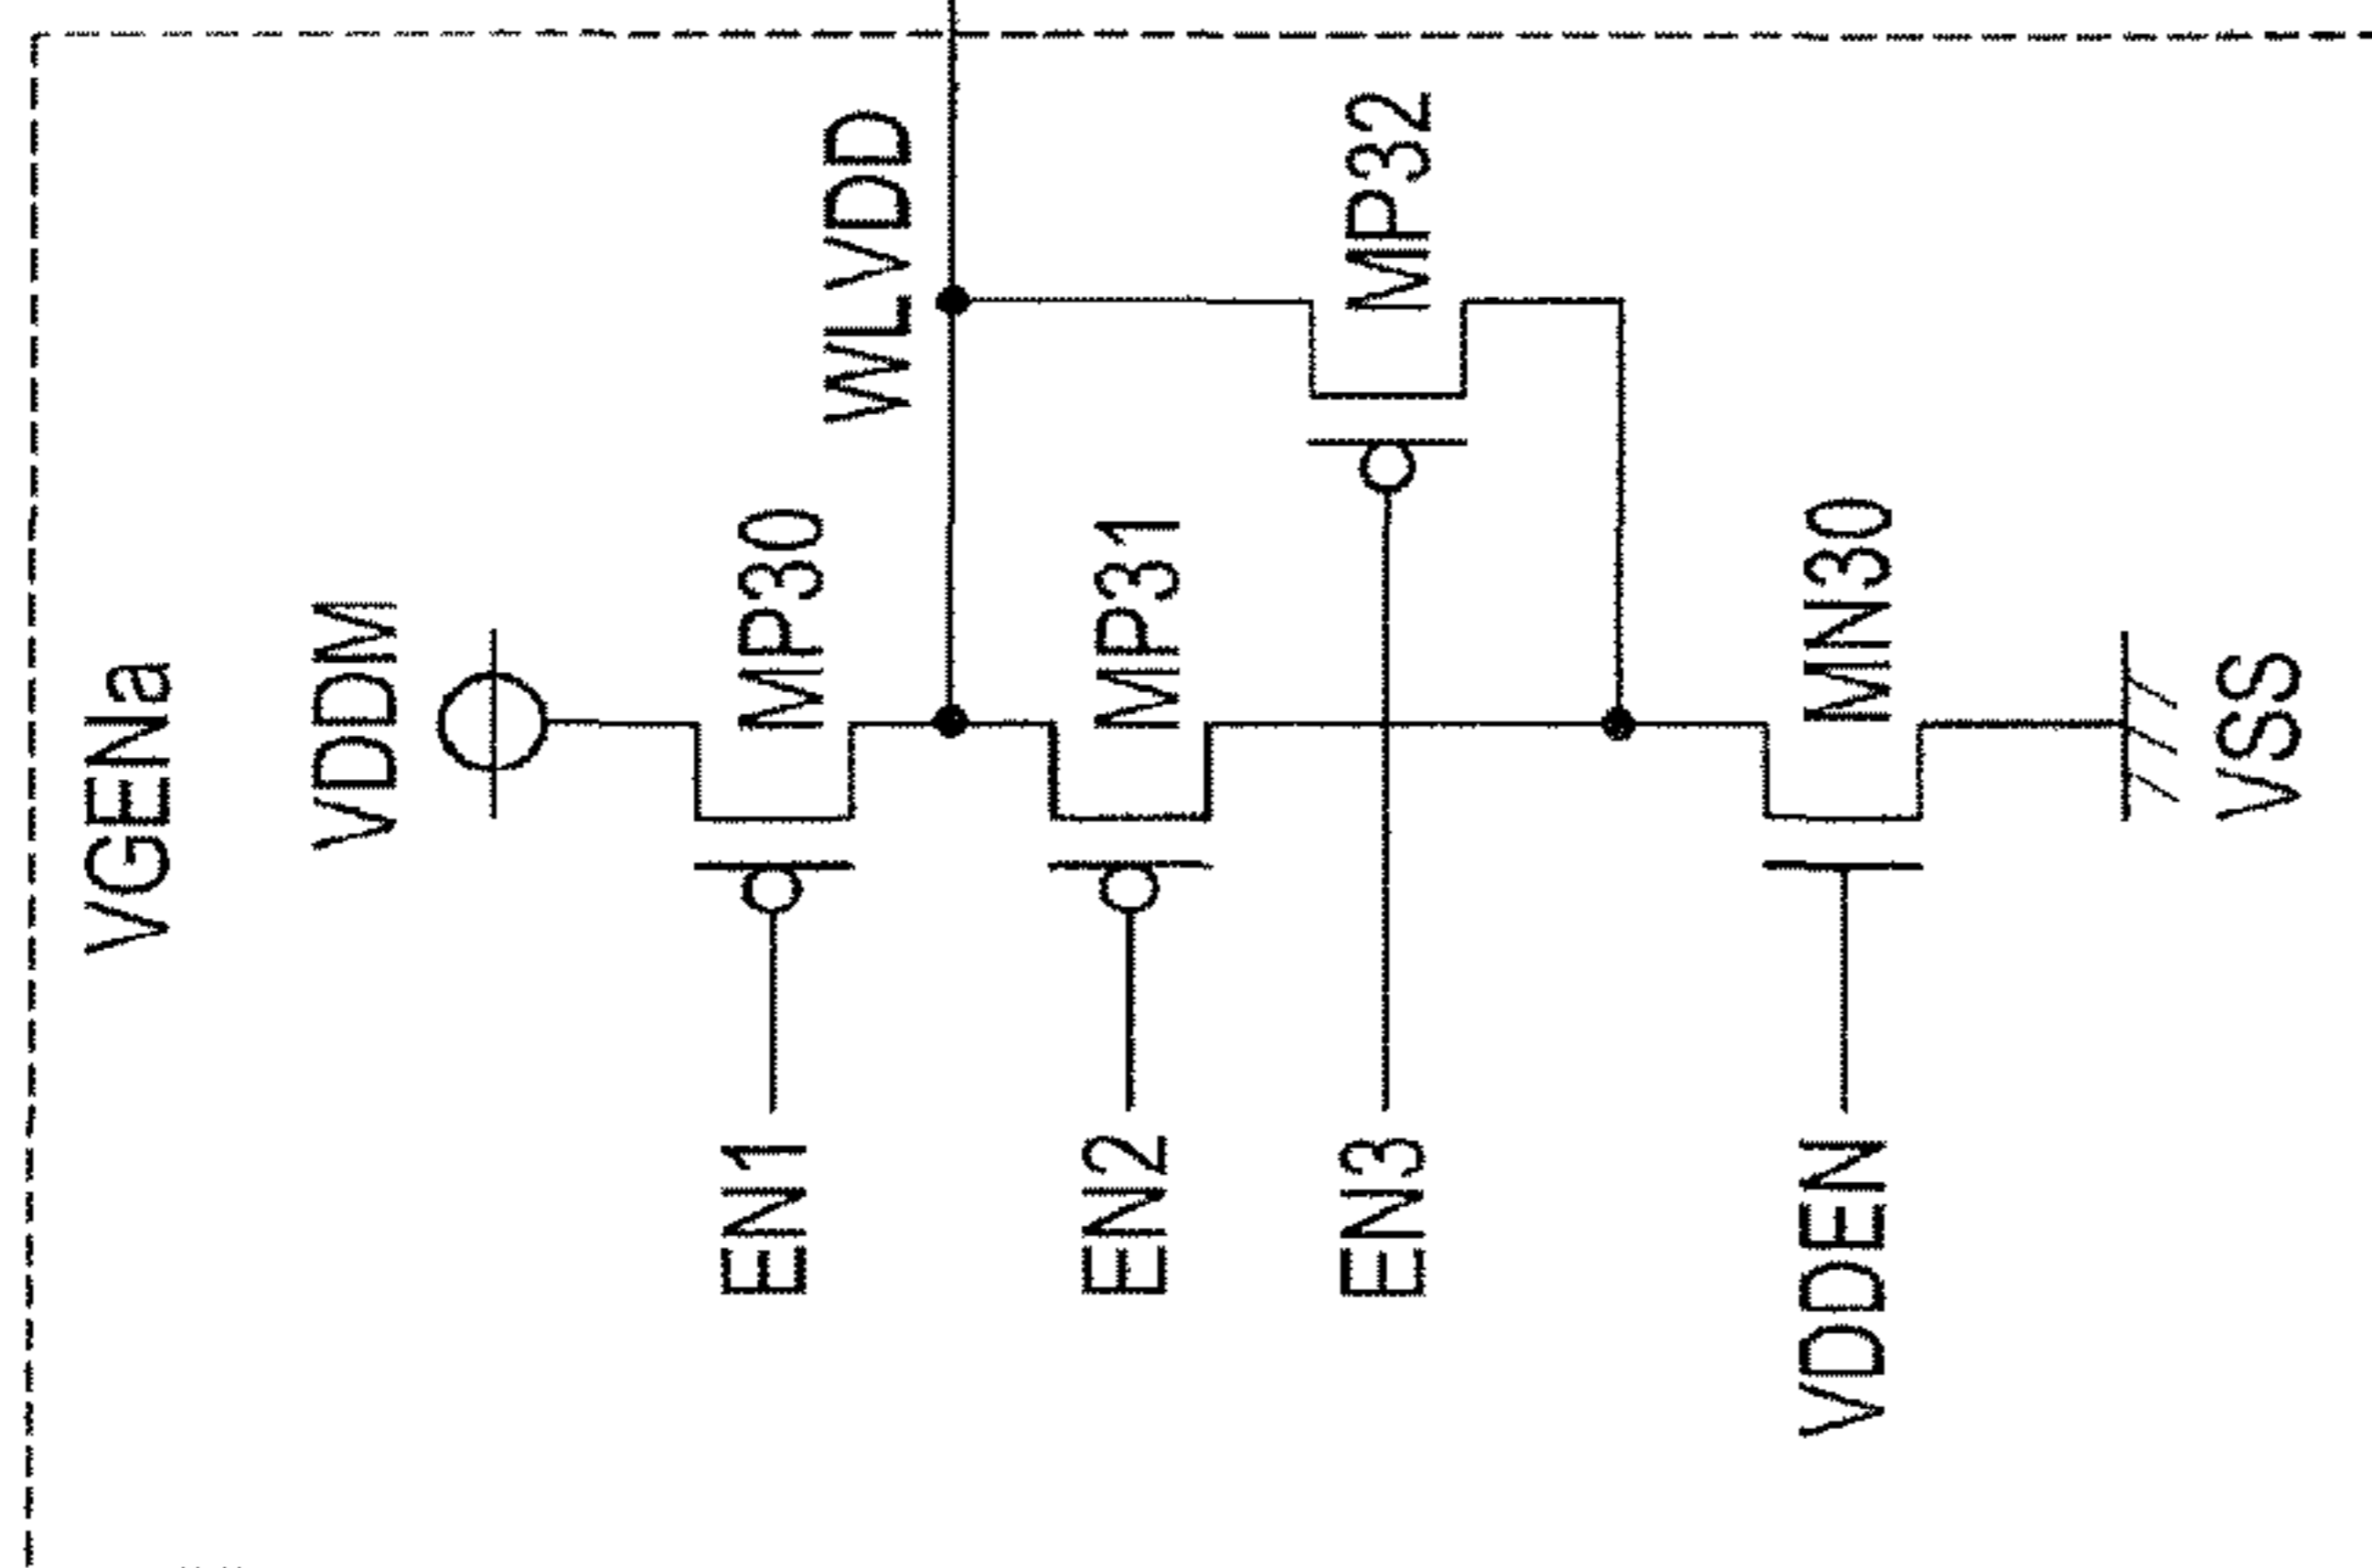 VGENa
VDDM
EN1
MP30
WLVDD
EN2
MP31
EN3
MP32
VDDEN
MN30
VSS